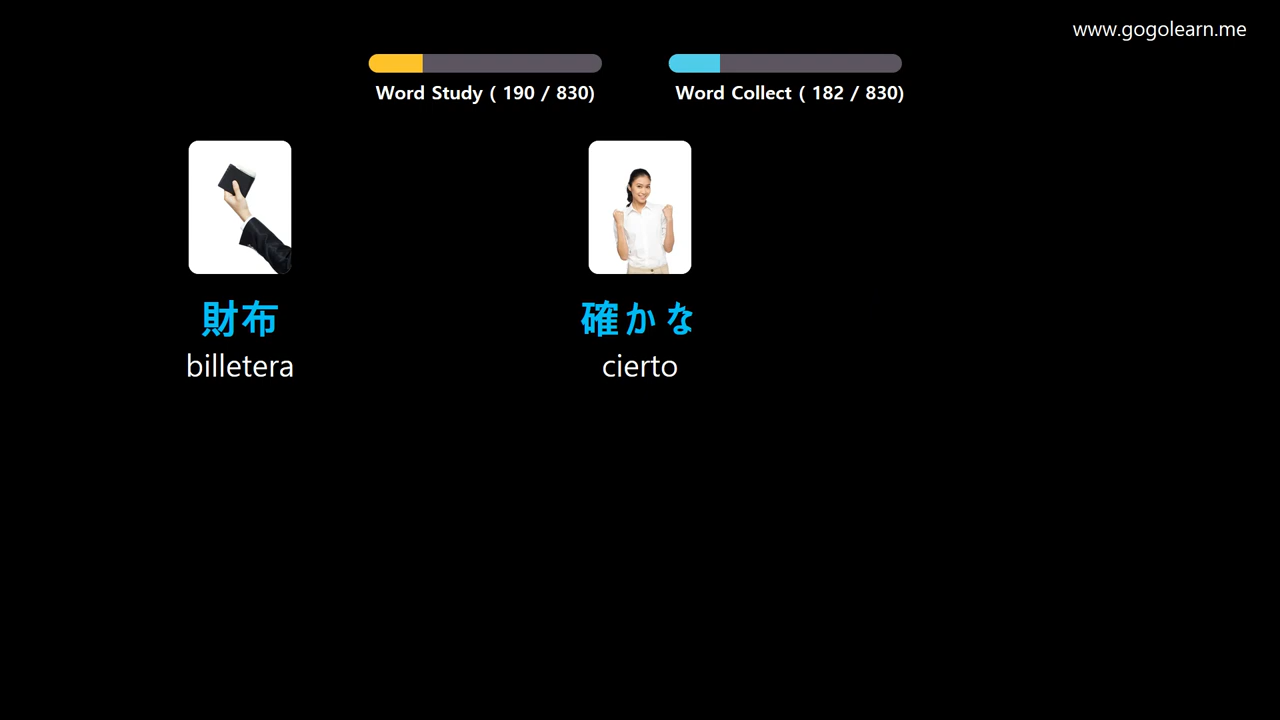 www.gogolearn.me
Word Study ( 190 / 830)
Word Collect ( 182 / 830)
財布
billetera
確かな
cierto